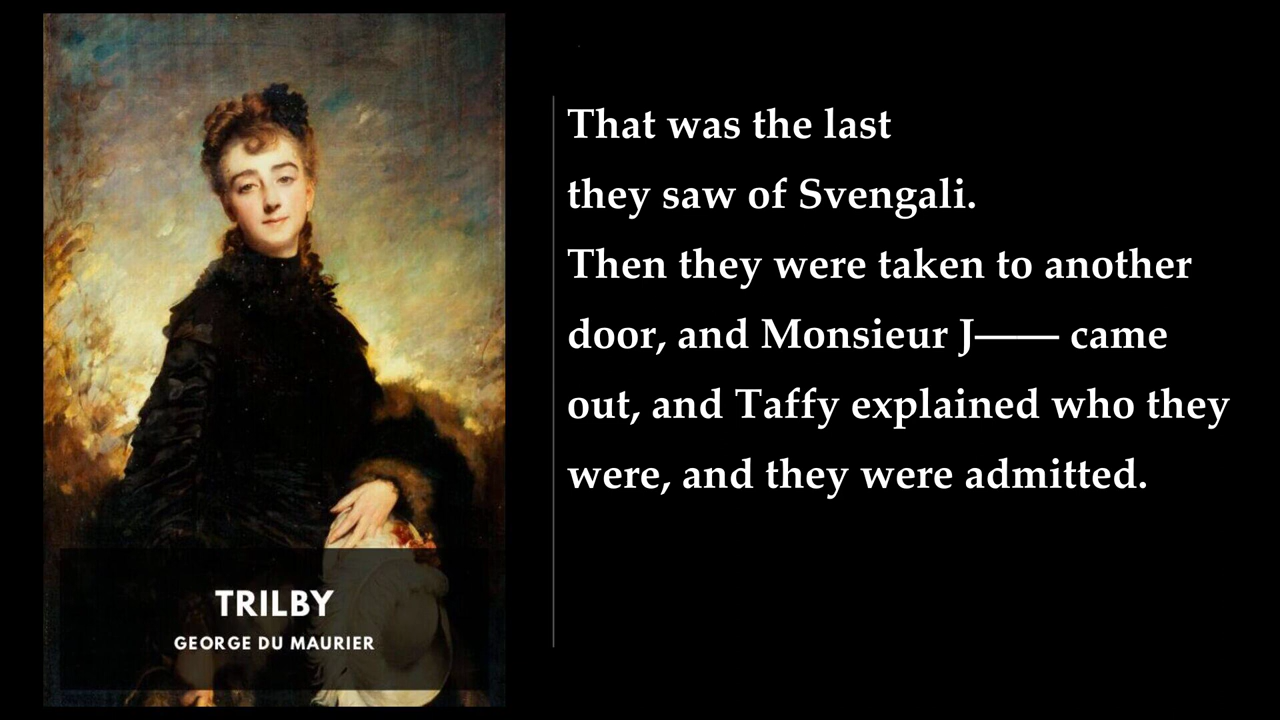 TRILBY
GEORGE DU MAURIER
That was the last
they saw of Svengali.
Then they were taken to another
door, and Monsieur J—— came
out, and Taffy explained who they
were, and they were admitted.